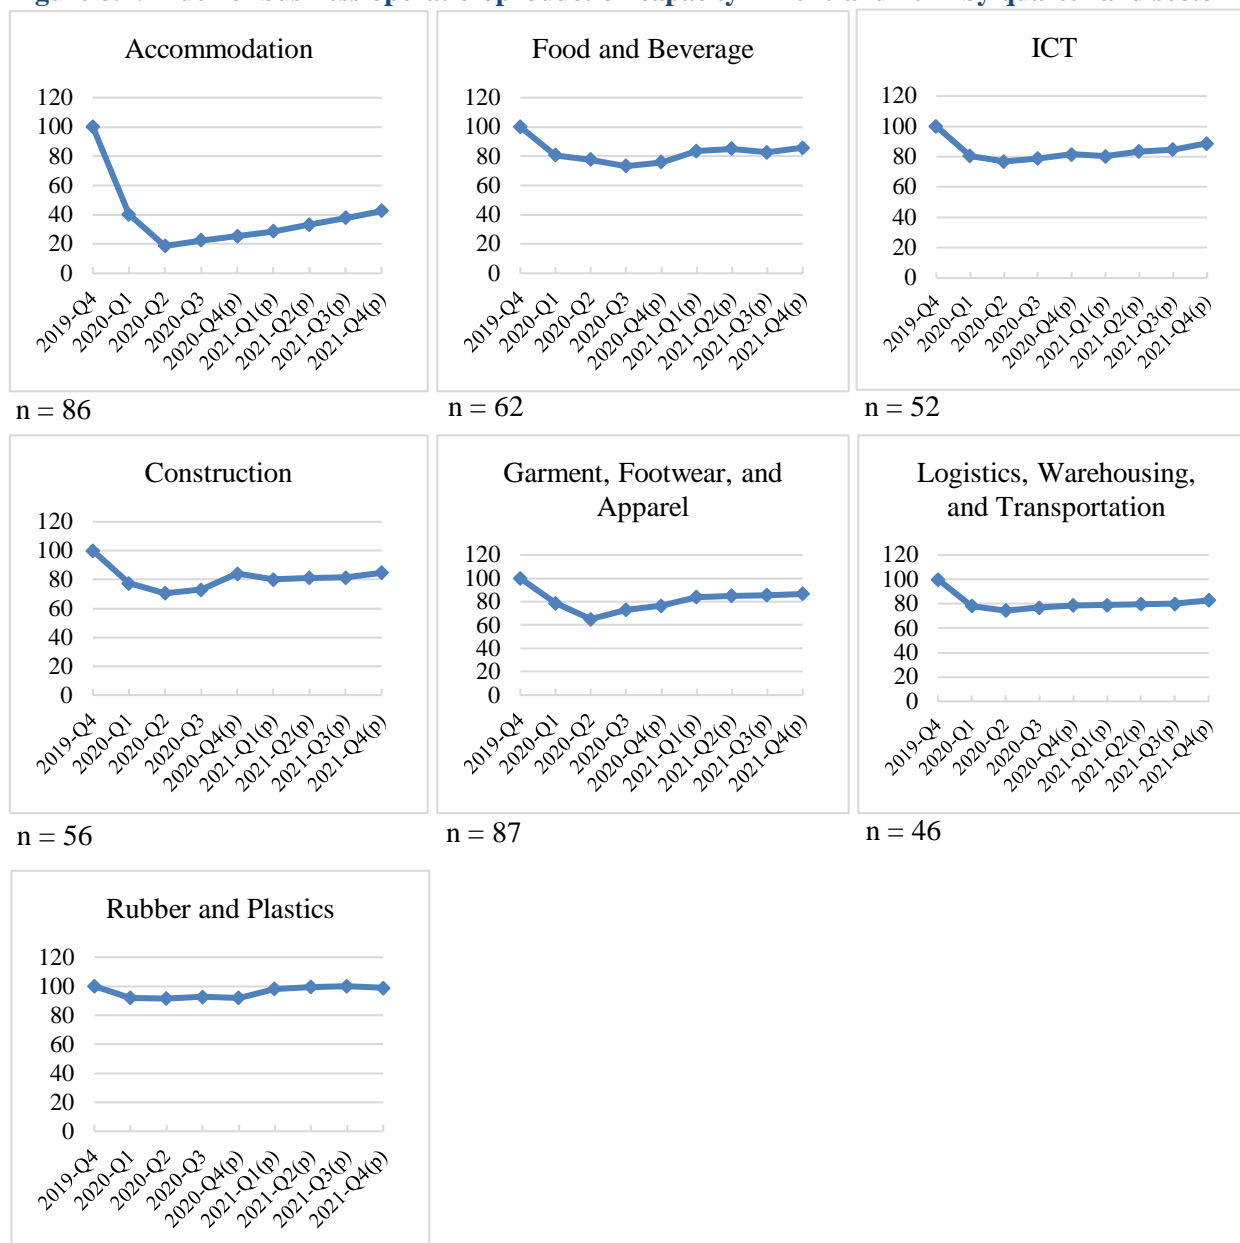 Accommodation
120
100
80
60
40
20
0
2019-Q4
2020-Q1
2020-Q2
2020-Q3
2020-Q4(p)
2021-Q1(p)
2021-Q2(p)
2021-Q3(p)
2021-Q4(p)
n = 86
Food and Beverage
120
100
80
60
40
20
0
2019-Q4
2020-Q1
2020-Q2
2020-Q3
2020-Q4(p)
2021-Q1(p)
2021-Q2(p)
2021-Q3(p)
2021-Q4(p)
n = 62
ICT
120
100
80
60
40
20
0
2019-Q4
2020-Q1
2020-Q2
2020-Q3
2020-Q4(p)
2021-Q1(p)
2021-Q2(p)
2021-Q3(p)
2021-Q4(p)
n = 52
Construction
120
100
80
60
40
20
0
2019-Q4
2020-Q1
2020-Q2
2020-Q3
2020-Q4(p)
2021-Q1(p)
2021-Q2(p)
2021-Q3(p)
2021-Q4(p)
n = 56
Garment, Footwear, and
Apparel
120
100
80
60
40
20
0
2019-Q4
2020-Q1
2020-Q2
2020-Q3
2020-Q4(p)
2021-Q1(p)
2021-Q2(p)
2021-Q3(p)
2021-Q4(p)
n = 87
Logistics, Warehousing,
and Transportation
120
100
80
60
40
20
0
2019-Q4
2020-Q1
2020-Q2
2020-Q3
2020-Q4(p)
2021-Q1(p)
2021-Q2(p)
2021-Q3(p)
2021-Q4(p)
n = 46
Rubber and Plastics
120
100
80
60
40
20
0
2019-Q4
2020-Q1
2020-Q2
2020-Q3
2020-Q4(p)
2021-Q1(p)
2021-Q2(p)
2021-Q3(p)
2021-Q4(p)